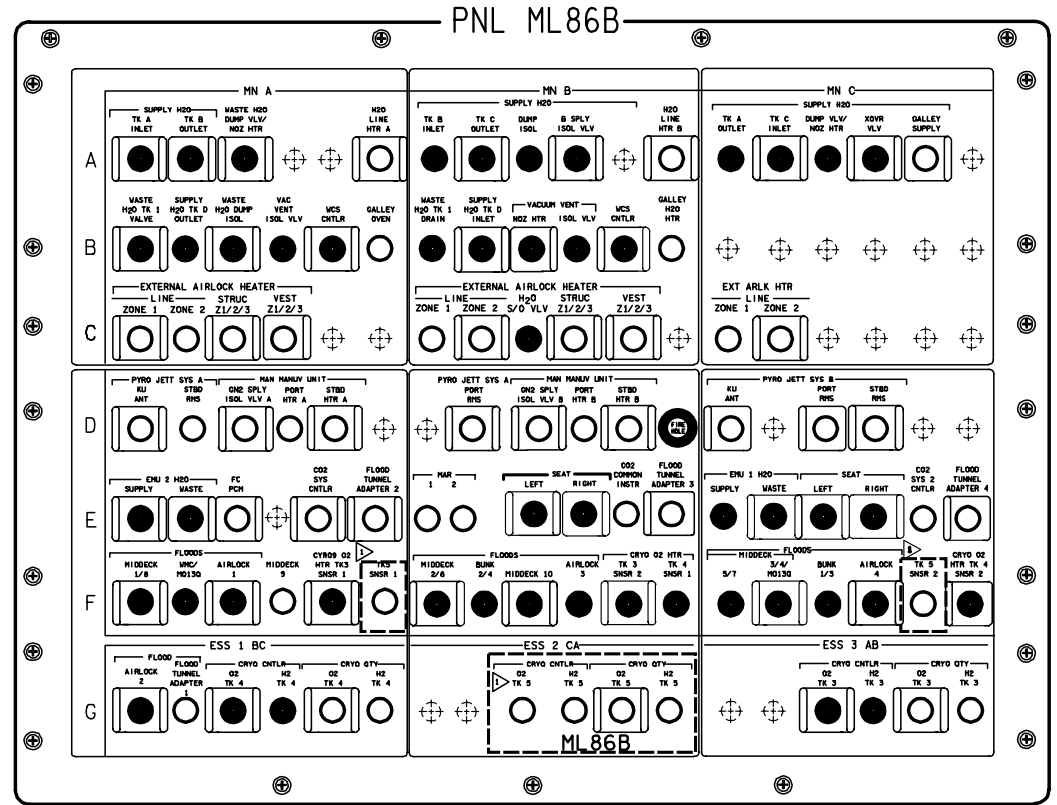 PNL ML86B
MN A
MN B
MN C
SUPPLY H2O
WASTE H2O
H2O
TK A
TK B
DUMP VLV/
LINE
INLET
OUTLET
NOZ HTR
HTR A
SUPPLY H2O
H2O
TK B
TK C
DUMP
B SPLY
LINE
INLET
OUTLET
ISOL
ISOL VLV
HTR B
SUPPLY H2O
TK A
TK C
DUMP VLV/
XOVR
GALLEY
OUTLET
INLET
NOZ HTR
VLV
SUPPLY
A
WASTE
SUPPLY
WASTE
VAC
H2O TK 1
H2O TK D
H2O DUMP
VENT
WCS
GALLEY
VALVE
OUTLET
ISOL
ISOL VLV
CNTLR
OVEN
WASTE
SUPPLY
VACUUM VENT
GALLEY
H2O TK 1
H2O TK D
WCS
H2O
DRAIN
INLET
NOZ HTR
ISOL VLV
CNTLR
HTR
B
EXTERNAL AIRLOCK HEATER
LINE
STRUC
VEST
ZONE 1
ZONE 2
Z1/2/3
Z1/2/3
EXTERNAL AIRLOCK HEATER
LINE
H2O
STRUC
VEST
ZONE 1
ZONE 2
S/O VLV
Z1/2/3
Z1/2/3
EXT ARLK HTR
LINE
ZONE 1
ZONE 2
C
PYRO JETT SYS A
MAN MANUV UNIT
KU
STBD
GN2 SPLY
PORT
STBD
ANT
RMS
ISOL VLV A
HTR A
HTR A
PYRO JETT SYS A
MAN MANUV UNIT
PORT
GN2 SPLY
PORT
STBD
RMS
ISOL VLV B
HTR B
HTR B
FIRE
HOLE
PYRO JETT SYS B
KU
PORT
STBD
ANT
RMS
RMS
D
EMU 2 H2O
FC
CO2
FLOOD
SYS
TUNNEL
SUPPLY
WASTE
PCM
CNTLR
ADAPTER 2
MAR
SEAT
CO2
FLOOD
COMMON
TUNNEL
1
2
LEFT
RIGHT
INSTR
ADAPTER 3
EMU 1 H2O
SEAT
CO2
FLOOD
SYS 2
TUNNEL
SUPPLY
WASTE
LEFT
RIGHT
CNTLR
ADAPTER 4
E
FLOODS
CYRO9 O2
1
MIDDECK
WMC/
AIRLOCK
MIDDECK
HTR TK3
TK5
1/8
MO13Q
1
9
SNSR 1
SNSR 1
FLOODS
CRYO O2 HTR
MIDDECK
BUNK
AIRLOCK
TK 3
TK 4
2/6
2/4
MIDDECK 10
3
SNSR 2
SNSR 1
FLOODS
MIDDECK
3/4/
BUNK
AIRLOCK
TK 5
CRYO O2
HTR TK 4
5/7
MO13Q
1/3
4
SNSR 2
SNSR 2
F
ESS 1 BC
ESS 2 CA
ESS 3 AB
FLOOD
FLOOD
CRYO CNTLR
CRYO QTY
AIRLOCK
TUNNEL
O2
H2
O2
H2
2
ADAPTER
TK 4
TK 4
TK 4
TK 4
1
CRYO CNTLR
CRYO QTY
O2
H2
O2
H2
TK 5
TK 5
TK 5
TK 5
CRYO CNTLR
CRYO QTY
O2
H2
O2
H2
TK 3
TK 3
TK 3
TK 3
G
ML86B